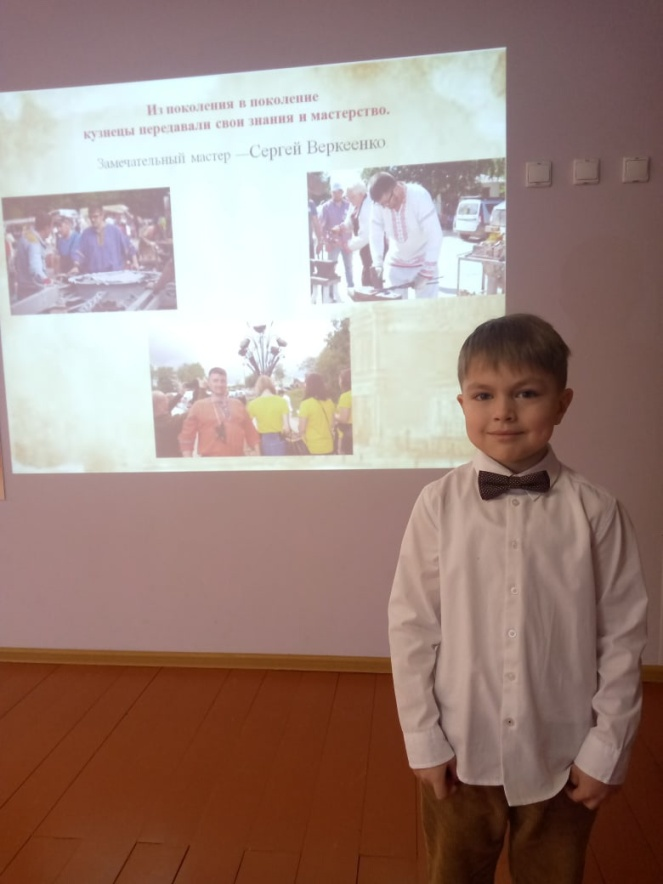 Из поколения в поколение
кузнецы передавали свои знания и мастерство.
Замечательный мастер —Сергей Веркеенко